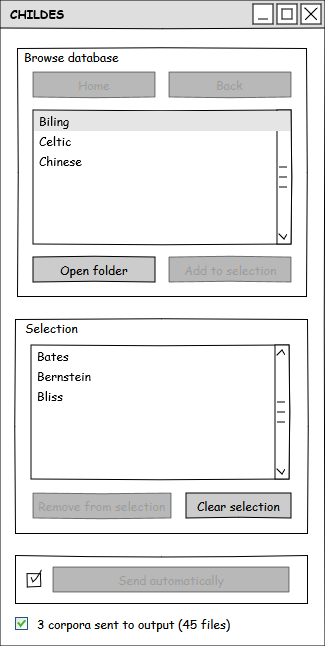 CHILDES
Browse database
Home Back
Biling
Celtic
Chinese
Open folder Add to selection
Selection
Bates
Bernstein
Bliss
Remove from selection Clear selection
Send automatically
3 corpora sent to output (45 files)